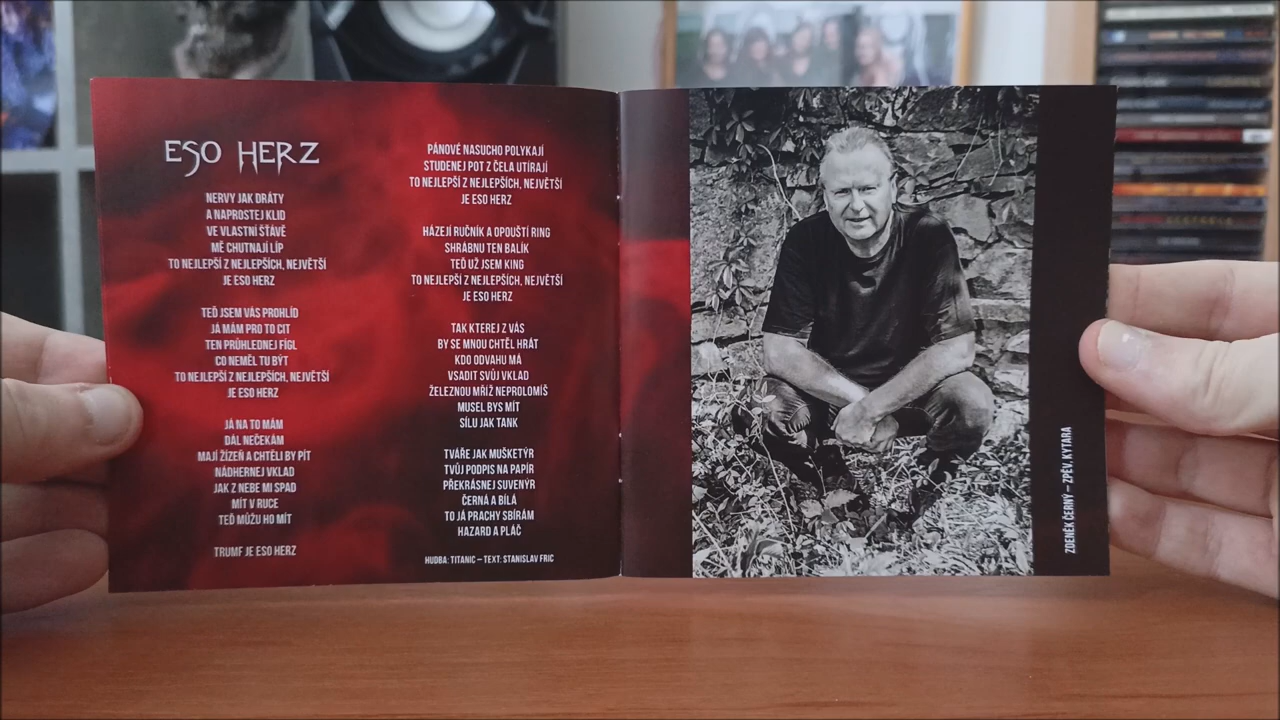 ESO HERZ
NERVY JAK DRÁTY
A NAPROSTEJ KLID
VE VLASTNÍ ŠŤÁVĚ
MĚ CHUTNAJÍ LÍP
TO NEJLEPŠÍ Z NEJLEPŠÍCH, NEJVĚTŠÍ
JE ESO HERZ
TEĎ JSEM VÁS PROHLÍD
JÁ MÁM PRO TO CIT
TEN PRŮHLEDNEJ FÍGL
CO NEMĚL TU BÝT
TO NEJLEPŠÍ Z NEJLEPŠÍCH, NEJVĚTŠÍ
JE ESO HERZ
JÁ NA TO MÁM
DÁL NEČEKÁM
MAJÍ ŽÍZEŇ A CHTĚLI BY PÍT
NÁDHERNEJ VKLAD
JAK Z NEBE MI SPAD
MÍT V RUCE
TEĎ MŮŽU HO MÍT
TRUMF JE ESO HERZ
PÁNOVÉ NASUCHO POLYKAJÍ
STUDENEJ POT Z ČELA UTÍRAJÍ
TO NEJLEPŠÍ Z NEJLEPŠÍCH, NEJVĚTŠÍ
JE ESO HERZ
HÁZEJÍ RUČNÍK A OPOUŠTÍ RING
SHRÁBNU TEN BALÍK
TEĎ UŽ JSEM KING
TO NEJLEPŠÍ Z NEJLEPŠÍCH, NEJVĚTŠÍ
JE ESO HERZ
TAK KTEREJ Z VÁS
BY SE MNOU CHTĚL HRÁT
KDO ODVAHU MÁ
VSADIT SVŮJ VKLAD
ŽELEZNOU MŘÍŽ NEPROLOMÍŠ
MUSEL BYS MÍT
SÍLU JAK TANK
TVÁŘE JAK MUŠKETÝR
TVŮJ PODPIS NA PAPÍR
PŘEKRÁSNEJ SUVENÝR
ČERNÁ A BÍLÁ
TO JÁ PRACHY SBÍRÁM
HAZARD A PLÁČ
HUDBA: TITANIC – TEXT: STANISLAV FRIC
ZDENĚK ČERNÝ – ZPĚV, KYTARA